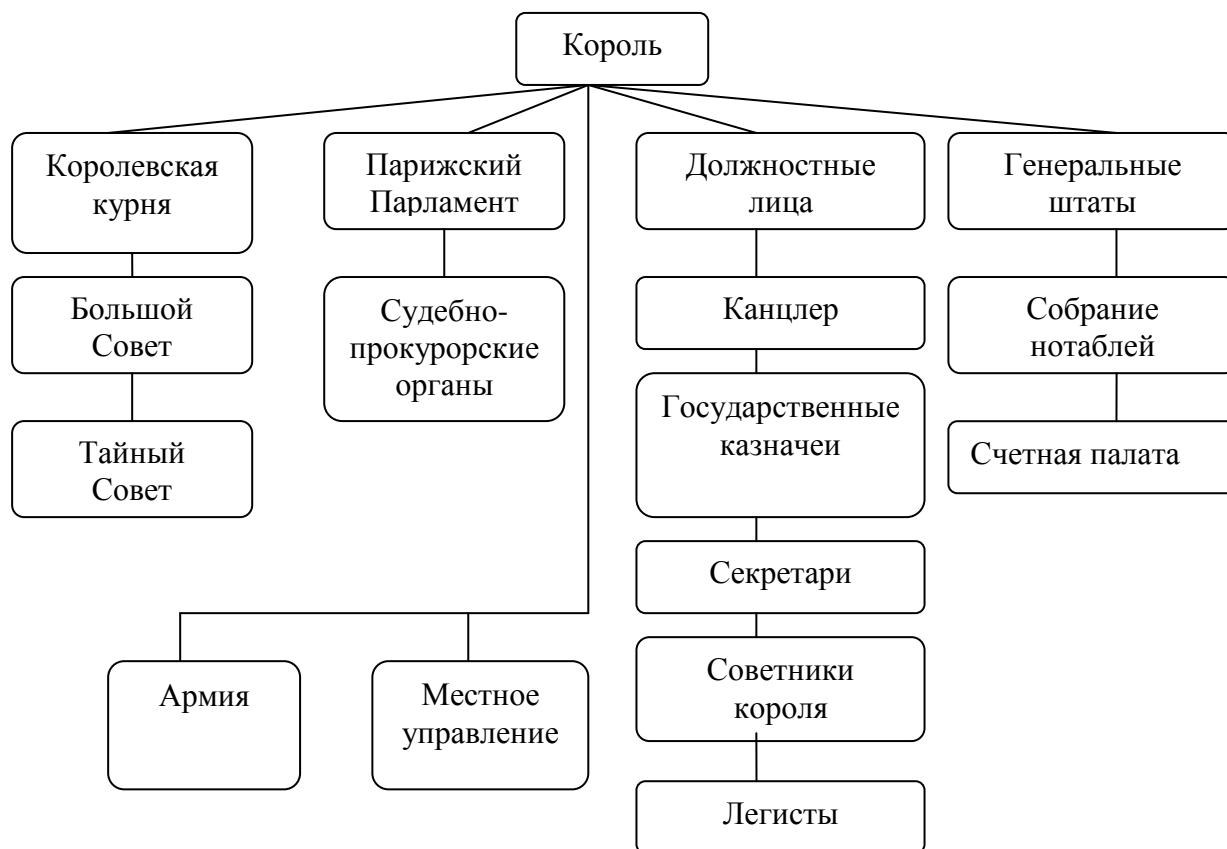 Король
Королевская
курня
Парижский
Парламент
Должностные
лица
Генеральные
штаты
Большой
Совет
Судебно-
прокурорские
органы
Канцлер
Собрание
нотаблей
Государственные
казначеи
Тайный
Совет
Счетная палата
Секретари
Армия
Местное
управление
Советники
короля
Легисты